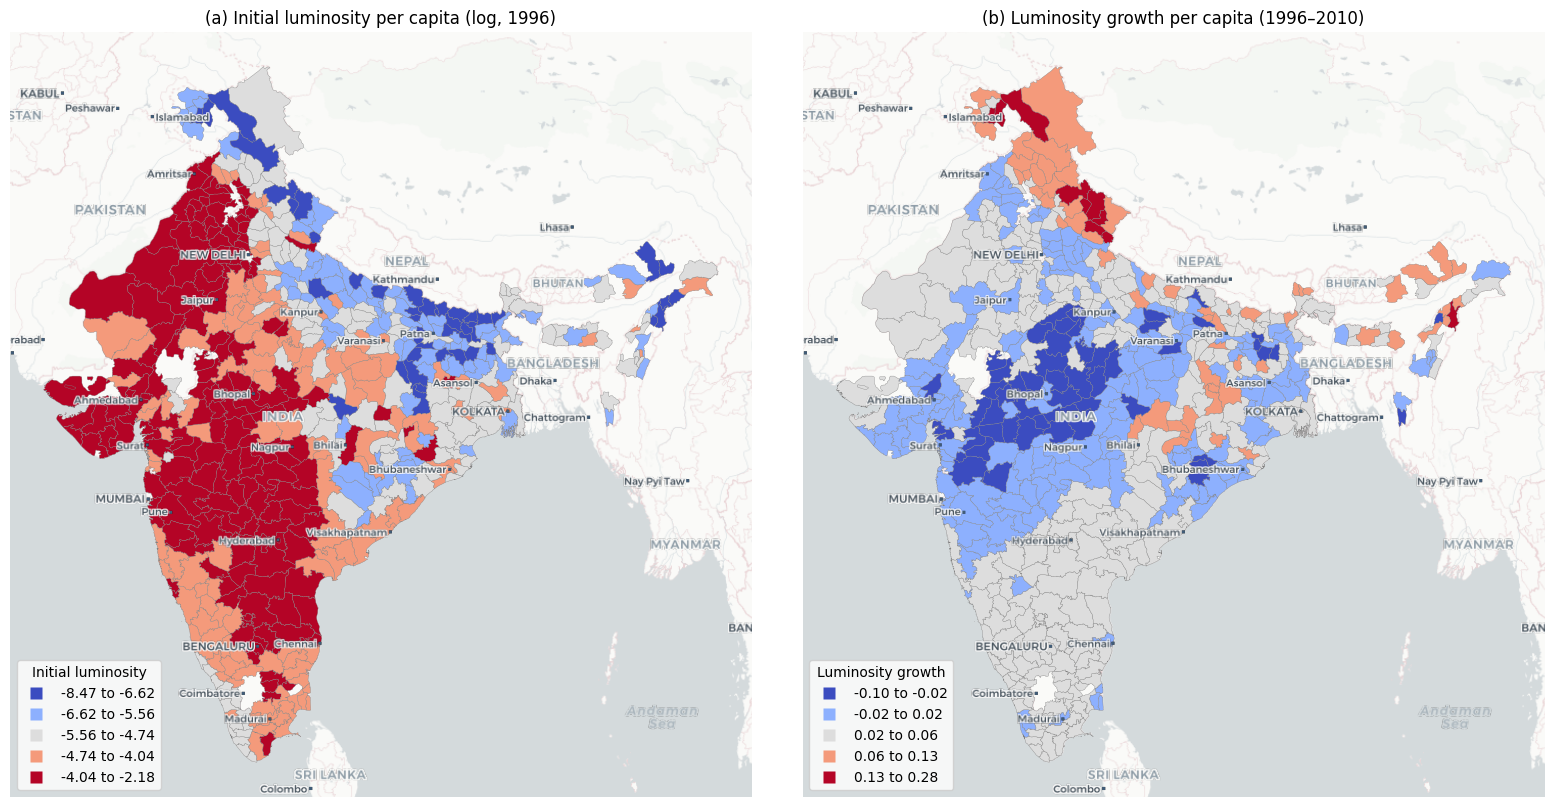 (a) Initial luminosity per capita (log, 1996)
KABUL
Peshawar
STAN
Islamabad
Amritsar
PAKISTAN
Lhasa
NEW DELHI
NEPAL
Kathmandu
BHUTAN
Jaipur
Kanpur
Patna
rabad
Varanasi
BANGLADESH
Asansol
Dhaka
Ahmedabad
Bhopal
INDIA
KOLKATA
Chattogram
Surat
Nagpur
Bhilai
Bhubaneshwar
Nay Pyi Taw
MUMBAI
Pune
Visakhapatnam
Hyderabad
MYANMAR
BAN
BENGALURU
Chennai
Coimbatore
Madurai
Andaman
Sea
SRI LANKA
Colombo
Initial luminosity
-8.47 to -6.62
-6.62 to -5.56
-5.56 to -4.74
-4.74 to -4.04
-4.04 to -2.18
(b) Luminosity growth per capita (1996–2010)
KABUL
Peshawar
STAN
Islamabad
Amritsar
PAKISTAN
Lhasa
NEW DELHI
NEPAL
Kathmandu
BHUTAN
Jaipur
Kanpur
Patna
rabad
Varanasi
BANGLADESH
Asansol
Dhaka
Ahmedabad
Bhopal
INDIA
KOLKATA
Chattogram
Surat
Nagpur
Bhilai
Bhubaneshwar
Nay Pyi Taw
MUMBAI
Pune
Visakhapatnam
Hyderabad
MYANMAR
BAN
BENGALURU
Chennai
Coimbatore
Madurai
Andaman
Sea
SRI LANKA
Colombo
Luminosity growth
-0.10 to -0.02
-0.02 to 0.02
0.02 to 0.06
0.06 to 0.13
0.13 to 0.28